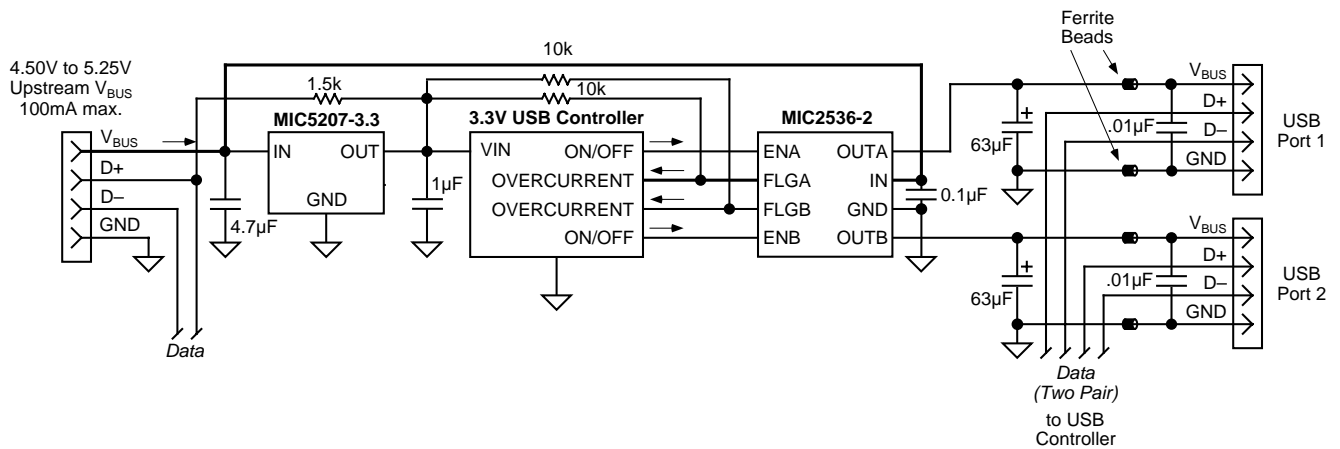 4.50V to 5.25V
Upstream VBUS
100mA max.
VBUS
D+
D–
GND
Data
4.7µF
1.5k
10k
10k
MIC5207-3.3
IN
OUT
GND
1µF
3.3V USB Controller
VIN
ON/OFF
OVERCURRENT
OVERCURRENT
ON/OFF
MIC2536-2
ENA
FLGA
FLGB
ENB
OUTA
IN
GND
OUTB
0.1µF
Ferrite
Beads
+
63µF
.01µF
VBUS
D+
D–
GND
USB
Port 1
+
63µF
.01µF
VBUS
D+
D–
GND
USB
Port 2
Data
(Two Pair)
to USB
Controller